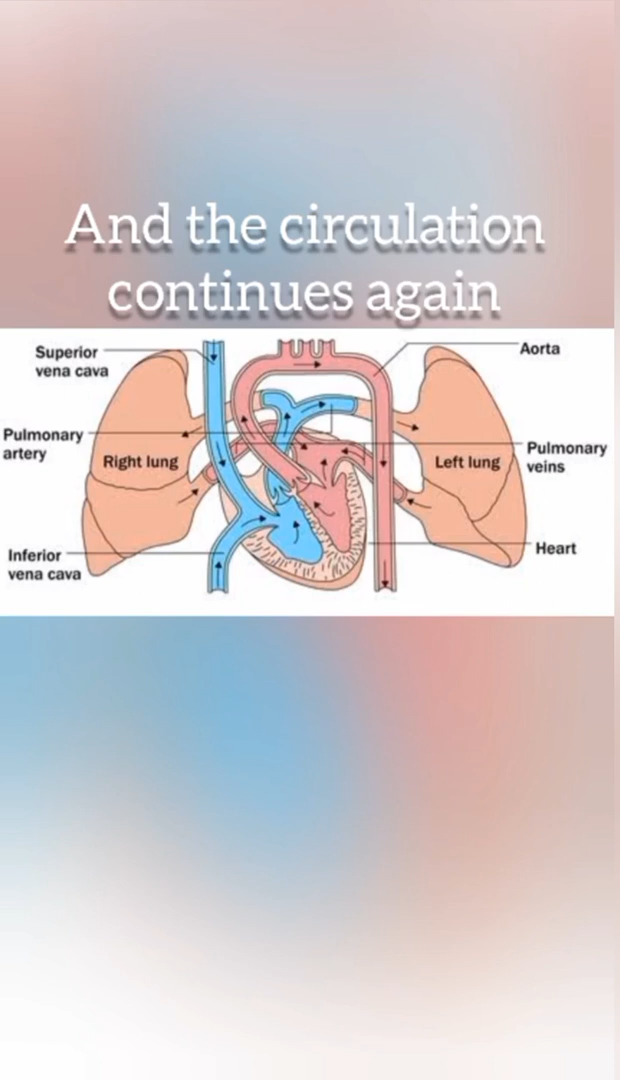 And the circulation
continues again
Superior
vena cava
Aorta
Pulmonary
artery
Right lung
Left lung
Pulmonary
veins
Inferior
vena cava
Heart